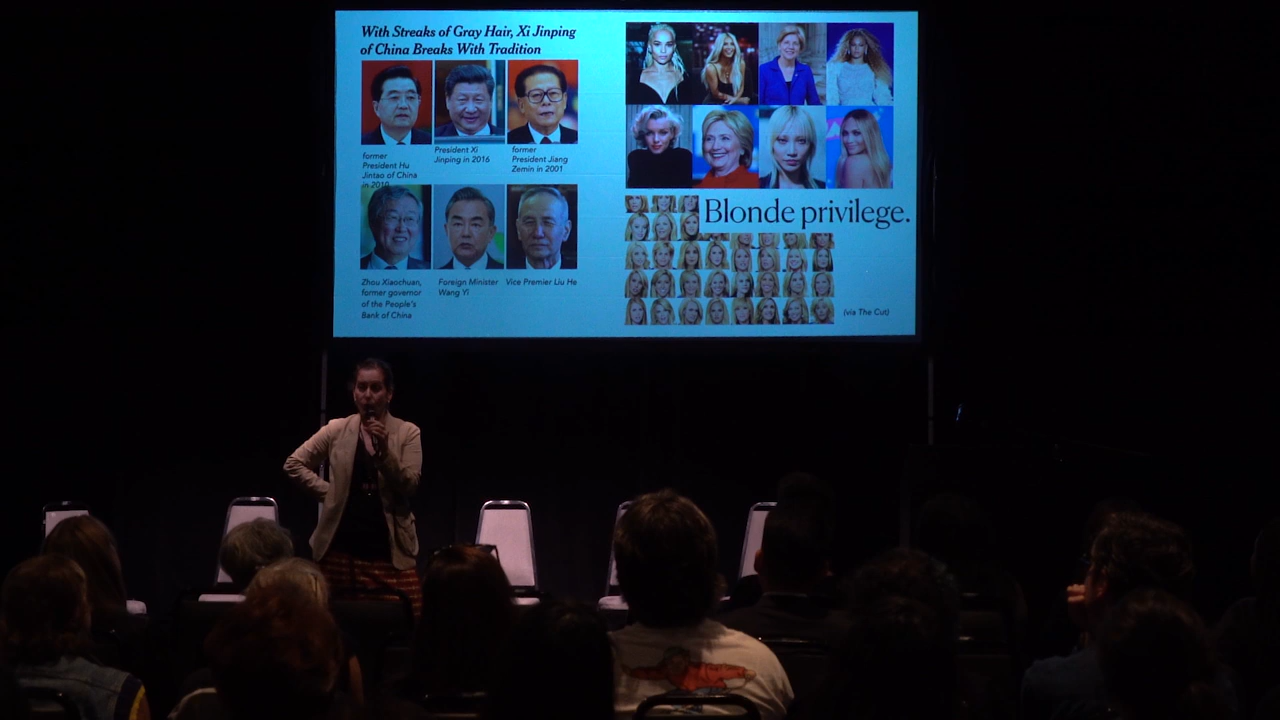 With Streaks of Gray Hair, Xi Jinping
of China Breaks With Tradition
former
President Hu
Jintao of China
in 2010
President Xi
Jinping in 2016
former
President Jiang
Zemin in 2001
Zhou Xiaochuan,
former governor
of the People's
Bank of China
Foreign Minister
Wang Yi
Vice Premier Liu He
Blonde privilege.
(via The Cut)